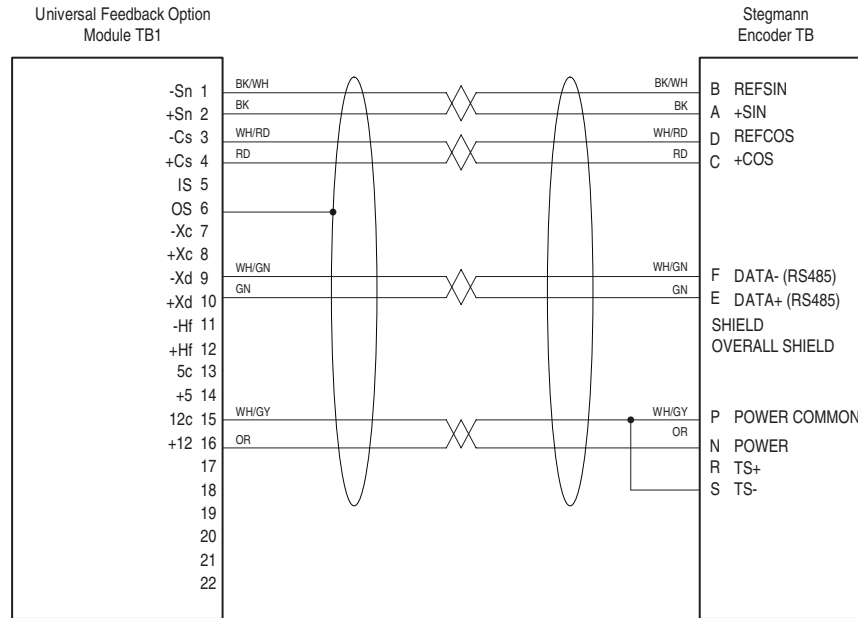 Universal Feedback Option
Module TB1
Stegmann
Encoder TB
-Sn 1 BK/WH BK/WH B REFSIN
+Sn 2 BK BK A +SIN
-Cs 3 WH/RD WH/RD D REFCOS
+Cs 4 RD RD C +COS
IS 5
OS 6
-Xc 7
+Xc 8
-Xd 9 WH/GN WH/GN F DATA- (RS485)
+Xd 10 GN GN E DATA+ (RS485)
-Hf 11 SHIELD
+Hf 12 OVERALL SHIELD
5c 13
+5 14
12c 15 WH/GY WH/GY P POWER COMMON
+12 16 OR OR N POWER
17 R TS+
18 S TS-
19
20
21
22